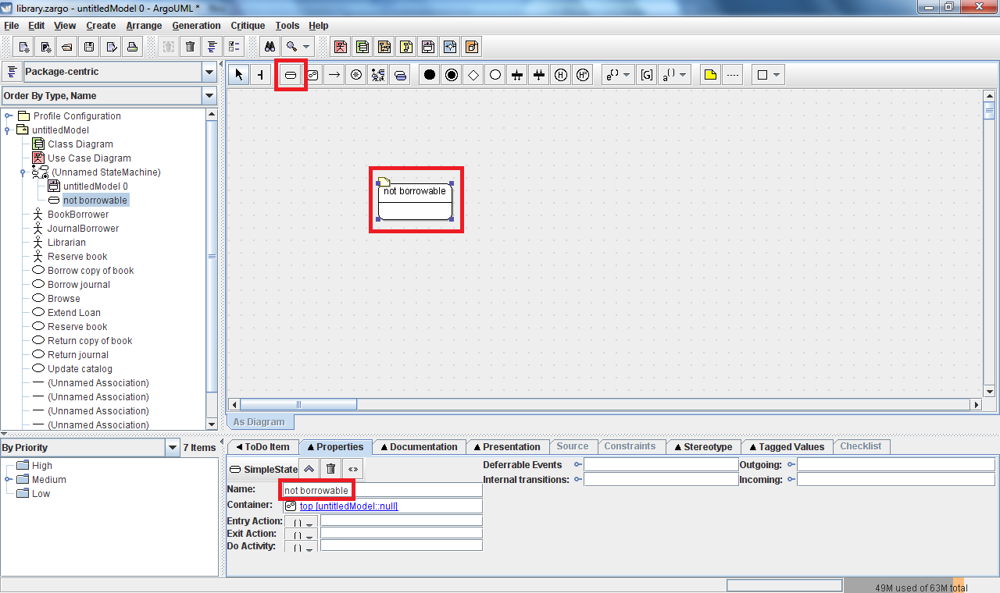 library.zargo - untitledModel 0 - ArgoUML *
File Edit View Create Arrange Generation Critique Tools Help
Package-centric
Order By Type, Name
Profile Configuration
untitledModel
Class Diagram
Use Case Diagram
(Unnamed StateMachine)
untitledModel 0
not borrowable
BookBorrower
JournalBorrower
Librarian
Reserve book
Borrow copy of book
Borrow journal
Browse
Extend Loan
Reserve book
Return copy of book
Return journal
Update catalog
(Unnamed Association)
(Unnamed Association)
(Unnamed Association)
(Unnamed Association)
not borrowable
As Diagram
By Priority
7 Items
High
Medium
Low
ToDo Item
Properties
Documentation
Presentation
Source
Constraints
Stereotype
Tagged Values
Checklist
SimpleState
Name: not borrowable
Container: top [untitledModel::null]
Entry Action:
Exit Action:
Do Activity:
Deferrable Events
Internal transitions:
Outgoing:
Incoming:
49M used of 63M total